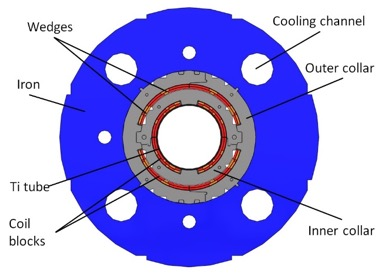 Wedges
Cooling channel
Outer collar
Iron
Ti tube
Coil
blocks
Inner collar